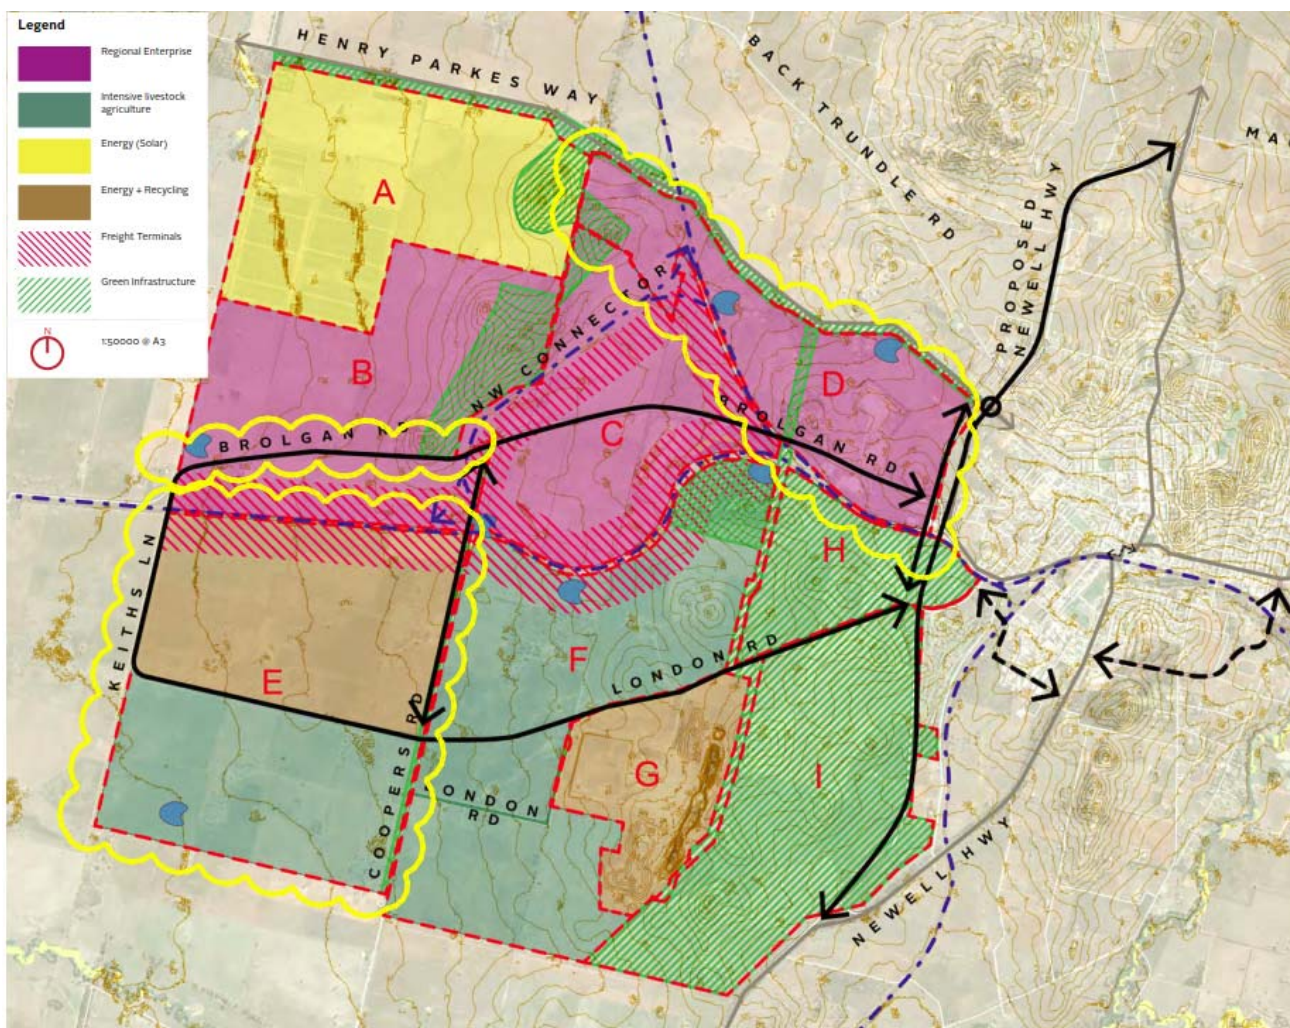 Legend
Regional Enterprise
Intensive livestock
agriculture
Energy (Solar)
Energy + Recycling
Freight Terminals
Green Infrastructure
N
1:50000 @ A3
HENRY PARKES WAY
BACK TRUNDLE RD
PROPOSED
NEWELL HWY
A
B
NW CONNECTOR
C
D
BROLGAN RD
BROLGAN RD
KEITHS LN
E
F
G
H
I
LONDON RD
COOPERS RD
ONDON
RD
NEWELL HWY